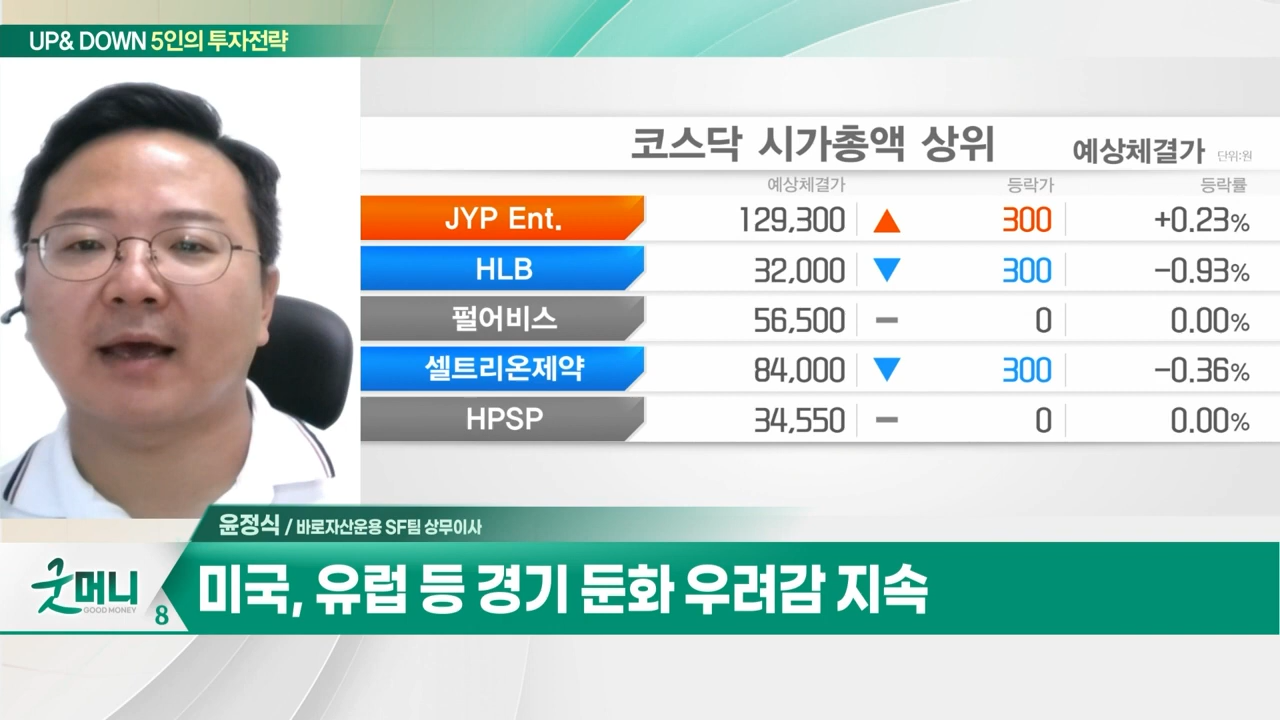 UP& DOWN 5인의 투자전략
코스닥 시가총액 상위 예상체결가 단위:원
예상체결가 등락가 등락률
JYP Ent. 129,300 ▲ 300 +0.23%
HLB 32,000 ▼ 300 -0.93%
펄어비스 56,500 - 0 0.00%
셀트리온제약 84,000 ▼ 300 -0.36%
HPSP 34,550 - 0 0.00%
윤정식 / 바로자산운용 SF팀 상무이사
굿머니
GOOD MONEY
8
미국, 유럽 등 경기 둔화 우려감 지속